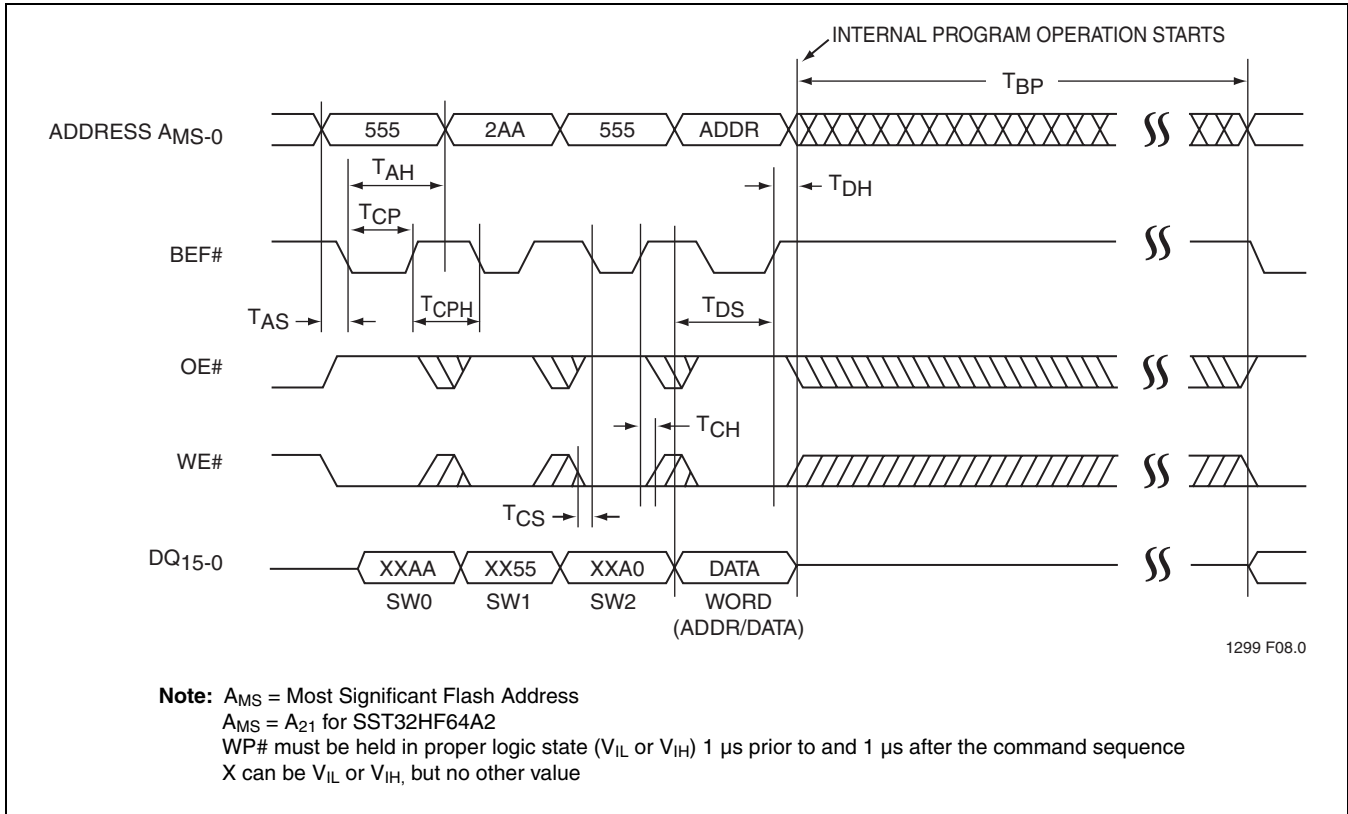 INTERNAL PROGRAM OPERATION STARTS
TBP
ADDRESS AMS-0
555
2AA
555
ADDR
TAH
TDH
TCP
BEF#
TAS
TCPH
TDS
OE#
TCH
WE#
TCS
DQ15-0
XXAA
XX55
XXA0
DATA
SW0
SW1
SW2
WORD
(ADDR/DATA)
1299 F08.0
Note: AMS = Most Significant Flash Address
AMS = A21 for SST32HF64A2
WP# must be held in proper logic state (VIL or VIH) 1 µs prior to and 1 µs after the command sequence
X can be VIL or VIH, but no other value